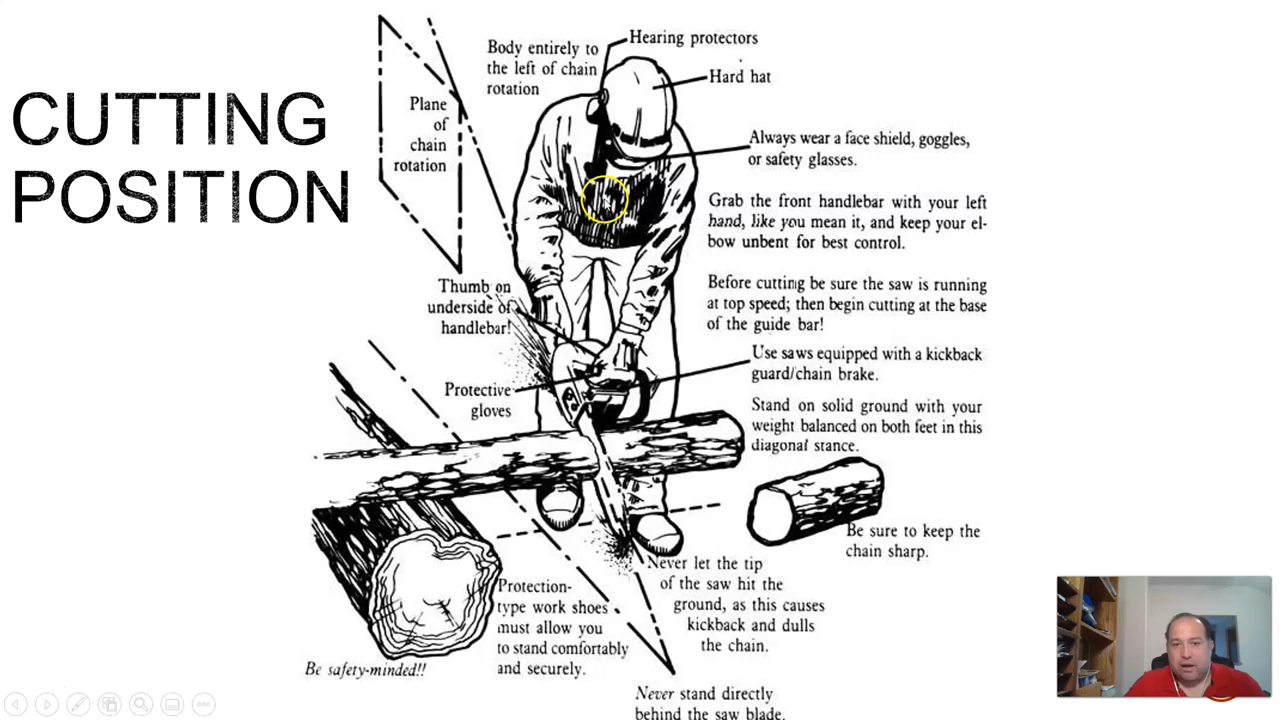 CUTTING
POSITION
Body entirely to
the left of chain
rotation
Hearing protectors
Hard hat
Plane
of
chain
rotation
Always wear a face shield, goggles,
or safety glasses.
Grab the front handlebar with your left
hand, like you mean it, and keep your el-
bow unbent for best control.
Thumb on
underside of
handlebar!
Before cutting be sure the saw is running
at top speed; then begin cutting at the base
of the guide bar!
Use saws equipped with a kickback
guard/chain brake.
Protective
gloves
Stand on solid ground with your
weight balanced on both feet in this
diagonal stance.
Be sure to keep the
chain sharp.
Never let the tip
of the saw hit the
ground, as this causes
kickback and dulls
the chain.
Protection-
type work shoes
must allow you
to stand comfortably
and securely.
Be safety-minded!!
Never stand directly
behind the saw blade.